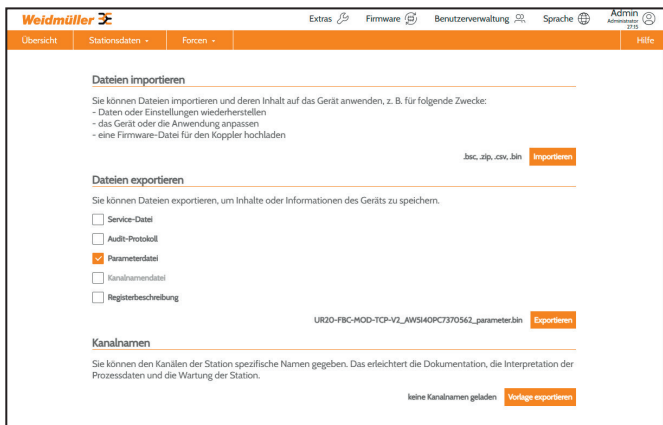 Weidmüller
Extras
Firmware
Benutzerverwaltung
Sprache
Admin
Administrator
27:15
Übersicht
Stationsdaten
Forcen
Hilfe
Dateien importieren
Sie können Dateien importieren und deren Inhalt auf das Gerät anwenden, z. B. für folgende Zwecke:
- Daten oder Einstellungen wiederherstellen
- das Gerät oder die Anwendung anpassen
- eine Firmware-Datei für den Koppler hochladen
.bsc, .zip, .csv, .bin Importieren
Dateien exportieren
Sie können Dateien exportieren, um Inhalte oder Informationen des Geräts zu speichern.
Service-Datei
Audit-Protokoll
Parameterdatei
Kanalnamendatei
Registerbeschreibung
UR20-FBC-MOD-TCP-V2_AW5I40PC7370562_parameter.bin Exportieren
Kanalnamen
Sie können den Kanälen der Station spezifische Namen gegeben. Das erleichtert die Dokumentation, die Interpretation der
Prozessdaten und die Wartung der Station.
keine Kanalnamen geladen Vorlage exportieren